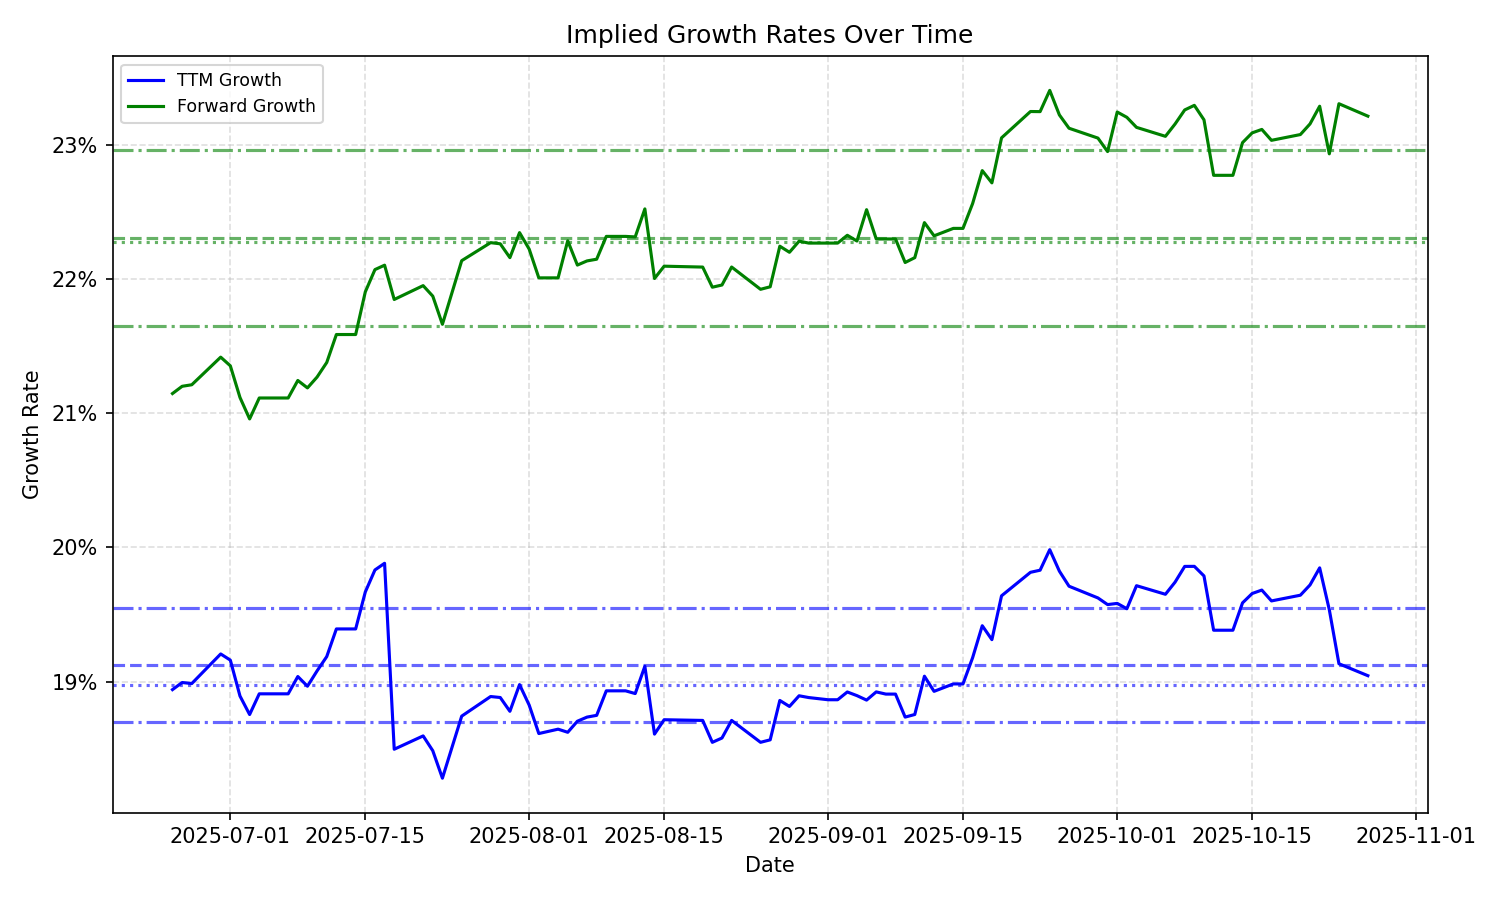 Implied Growth Rates Over Time
TTM Growth
Forward Growth
23%
22%
21%
20%
19%
Growth Rate
2025-07-01 2025-07-15 2025-08-01 2025-08-15 2025-09-01 2025-09-15 2025-10-01 2025-10-15 2025-11-01
Date